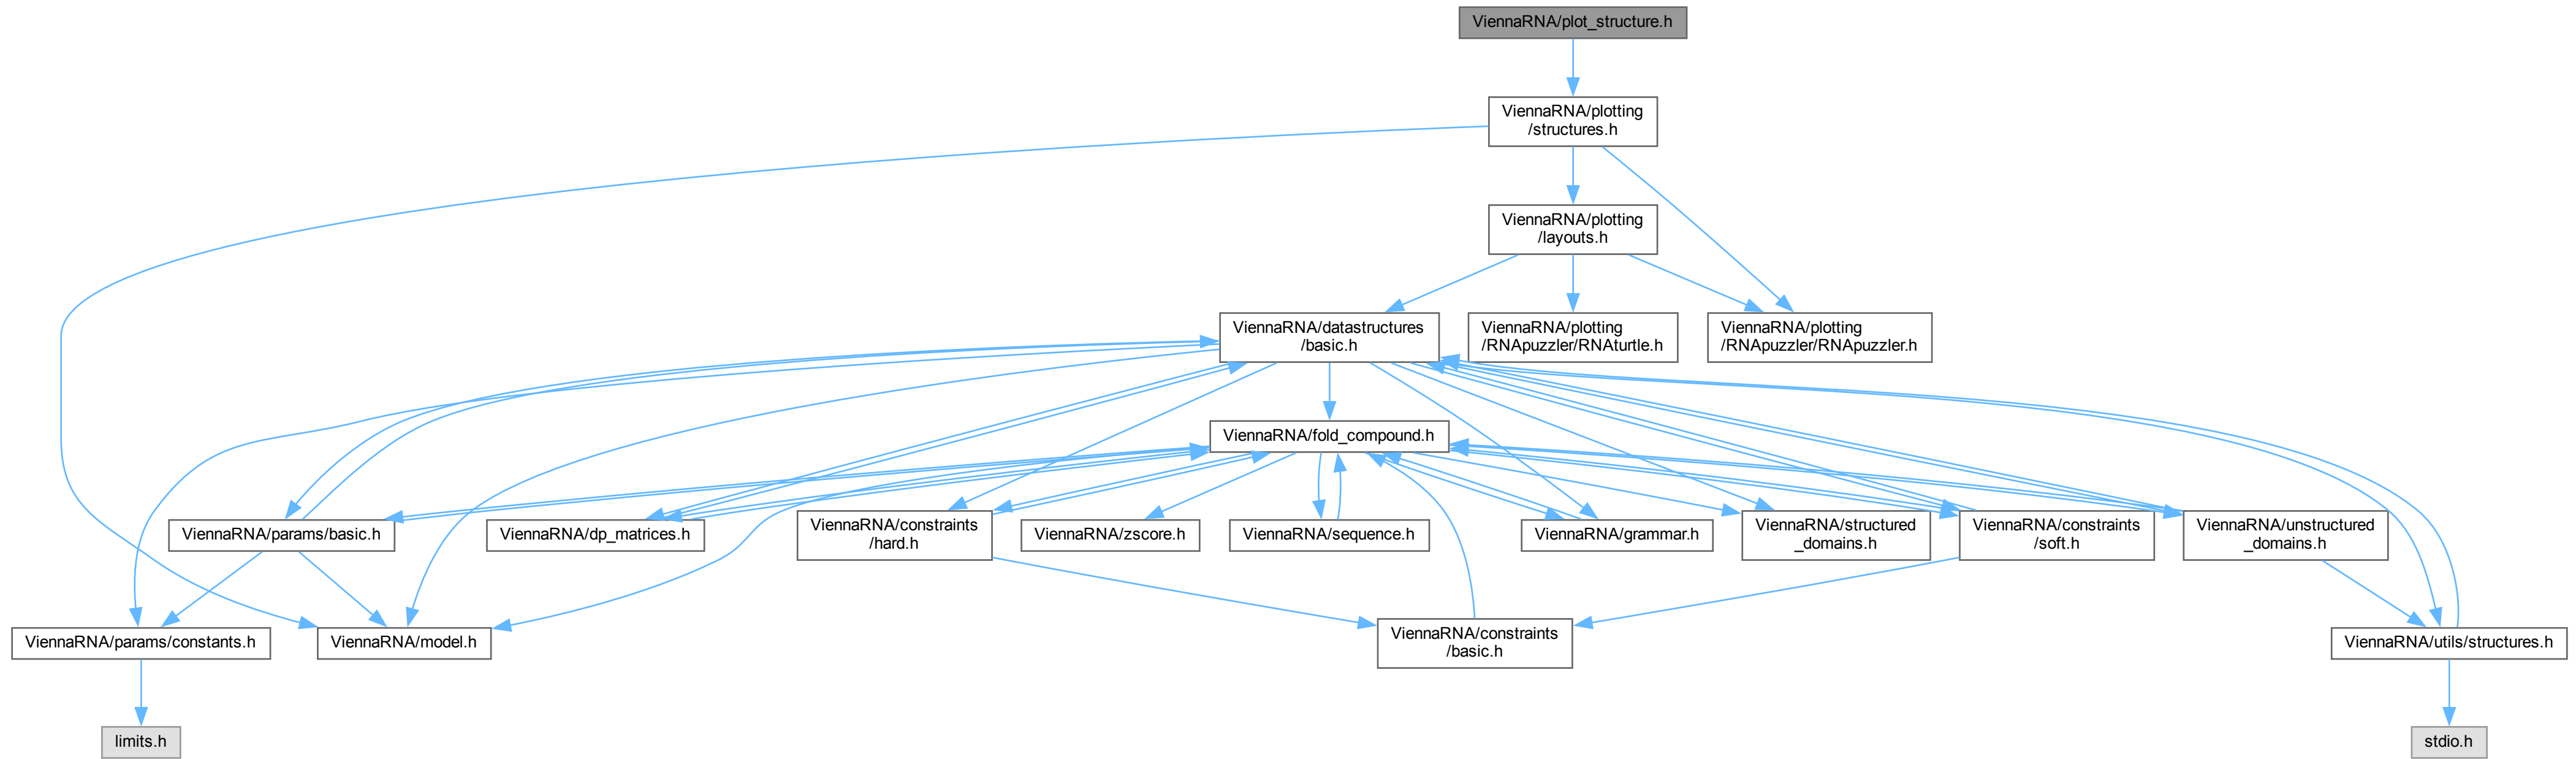 ViennaRNA/plot_structure.h
ViennaRNA/plotting
/structures.h
ViennaRNA/plotting
/layouts.h
ViennaRNA/datastructures
/basic.h
ViennaRNA/plotting
/RNApuzzler/RNAturtle.h
ViennaRNA/plotting
/RNApuzzler/RNApuzzler.h
ViennaRNA/fold_compound.h
ViennaRNA/params/basic.h
ViennaRNA/dp_matrices.h
ViennaRNA/constraints
/hard.h
ViennaRNA/zscore.h
ViennaRNA/sequence.h
ViennaRNA/grammar.h
ViennaRNA/structured
_domains.h
ViennaRNA/constraints
/soft.h
ViennaRNA/unstructured
_domains.h
ViennaRNA/params/constants.h
ViennaRNA/model.h
ViennaRNA/constraints
/basic.h
ViennaRNA/utils/structures.h
limits.h
stdio.h